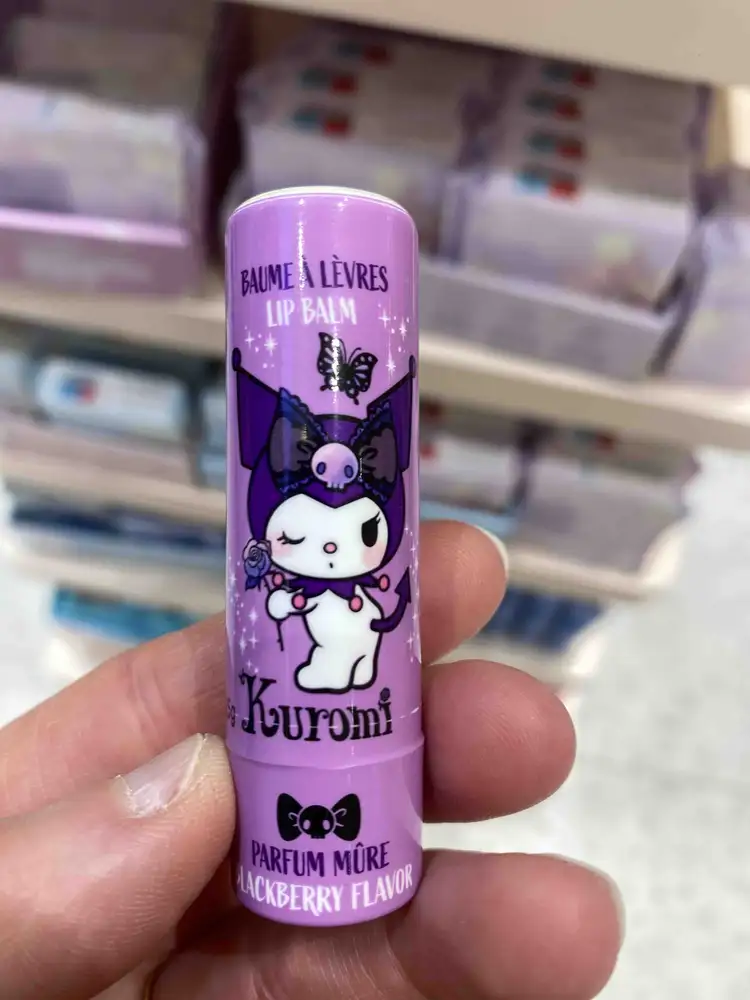 BAUME À LÈVRES
LIP BALM
Kuromi
PARFUM MÛRE
BLACKBERRY FLAVOR